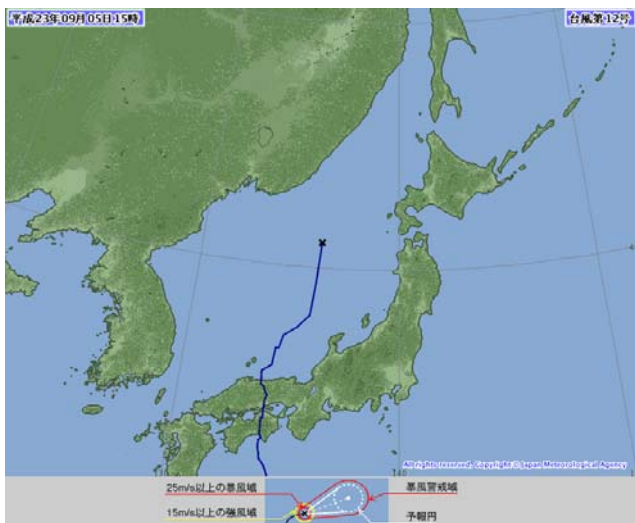 平成23年09月05日15時
台風第12号
140
All rights reserved. Copyright © Japan Meteorological Agency
25m/s以上の暴風域
暴風警戒域
15m/s以上の強風域
予報円